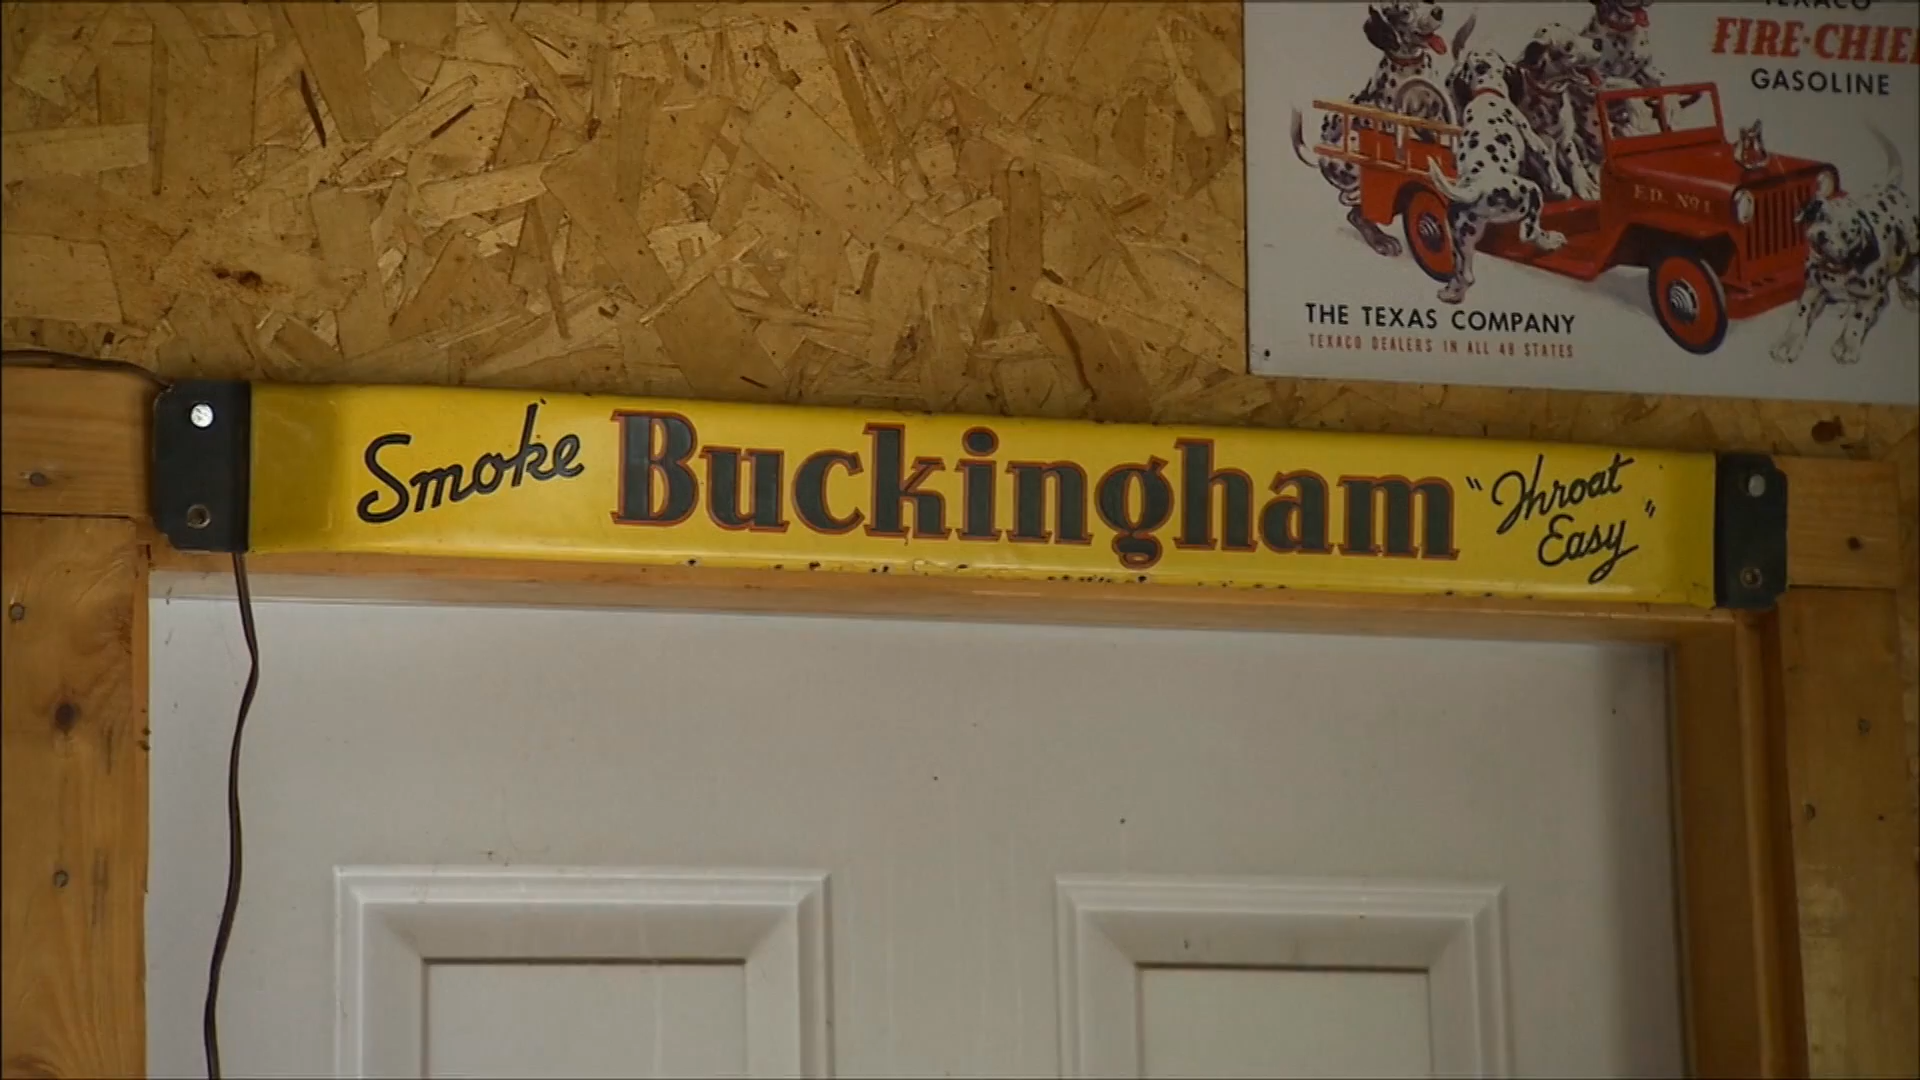 TEXACO
FIRE-CHIEF
GASOLINE
F.D. Nº 1
THE TEXAS COMPANY
TEXACO DEALERS IN ALL 48 STATES
Smoke Buckingham "Throat
Easy"